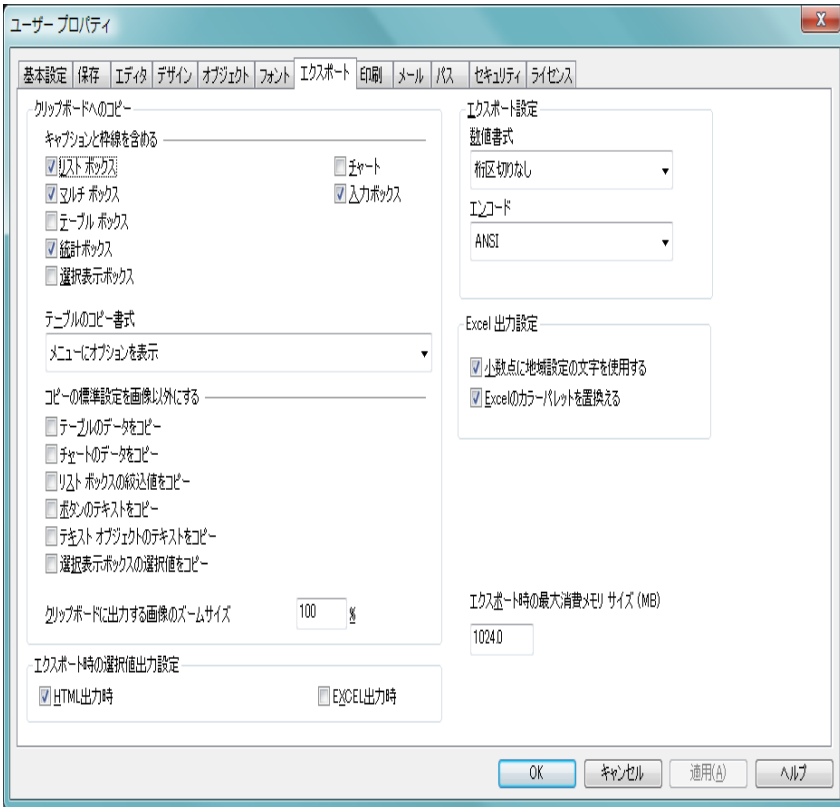 ユーザー プロパティ
基本設定 保存 エディタ デザイン オブジェクト フォント エクスポート 印刷 メール パス セキュリティ ライセンス
クリップボードへのコピー
キャプションと枠線を含める
リスト ボックス
チャート
マルチ ボックス
入力ボックス
テーブル ボックス
統計ボックス
選択表示ボックス
テーブルのコピー書式
メニューにオプションを表示
コピーの標準設定を画像以外にする
テーブルのデータをコピー
チャートのデータをコピー
リスト ボックスの絞込値をコピー
ボタンのテキストをコピー
テキスト オブジェクトのテキストをコピー
選択表示ボックスの選択値をコピー
クリップボードに出力する画像のズームサイズ 100 %
エクスポート時の選択値出力設定
HTML出力時
EXCEL出力時
エクスポート設定
数値書式
桁区切りなし
エンコード
ANSI
Excel 出力設定
小数点に地域設定の文字を使用する
Excelのカラーパレットを置換える
エクスポート時の最大消費メモリ サイズ (MB)
1024.0
OK キャンセル 適用(A) ヘルプ